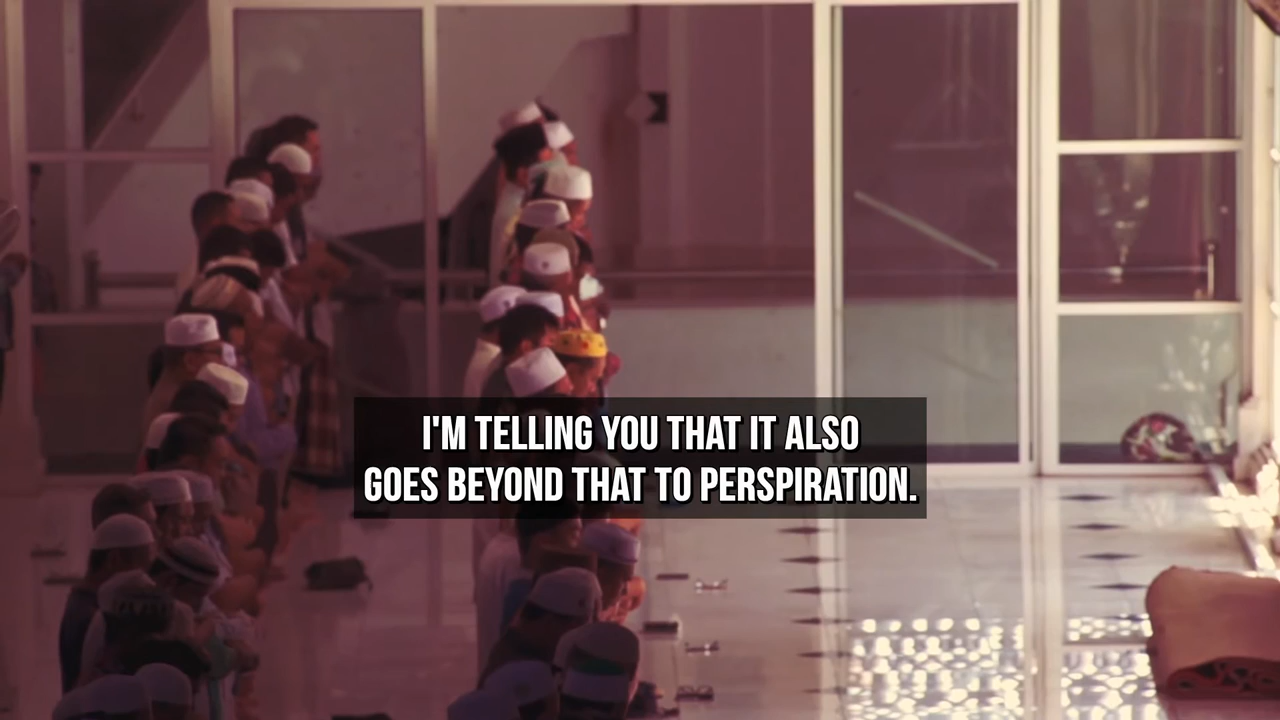 I'M TELLING YOU THAT IT ALSO
GOES BEYOND THAT TO PERSPIRATION.